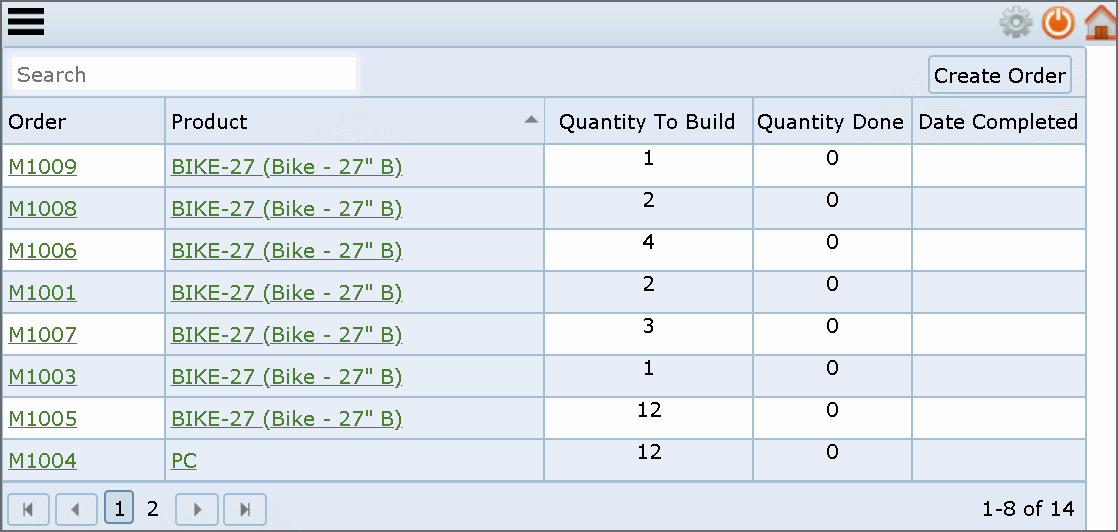 Search
Create Order
Order Product Quantity To Build Quantity Done Date Completed
M1009 BIKE-27 (Bike - 27" B) 1 0
M1008 BIKE-27 (Bike - 27" B) 2 0
M1006 BIKE-27 (Bike - 27" B) 4 0
M1001 BIKE-27 (Bike - 27" B) 2 0
M1007 BIKE-27 (Bike - 27" B) 3 0
M1003 BIKE-27 (Bike - 27" B) 1 0
M1005 BIKE-27 (Bike - 27" B) 12 0
M1004 PC 12 0
1 2 1-8 of 14